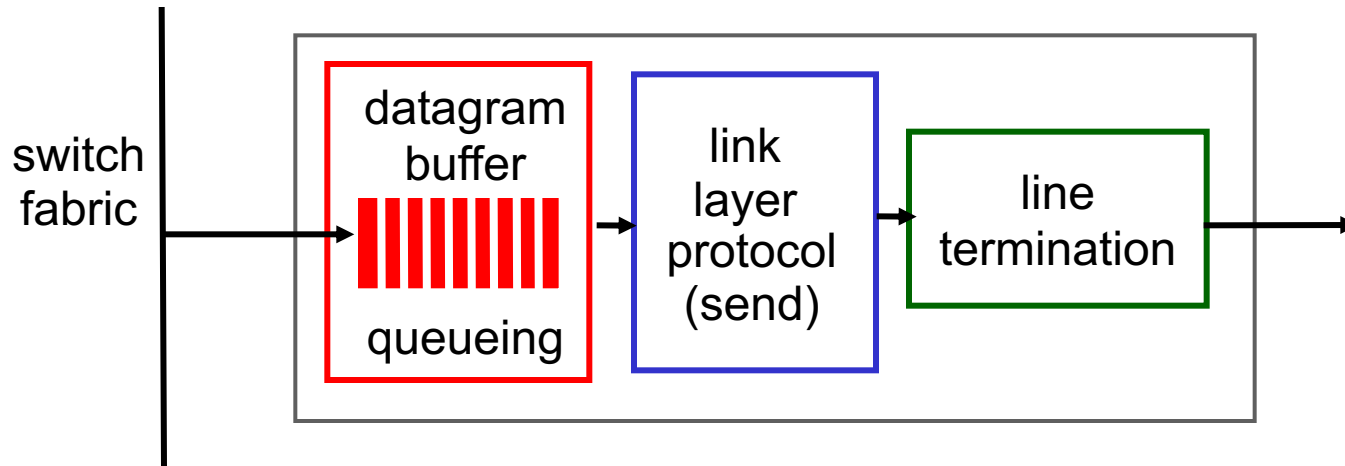 switch
fabric
datagram
buffer
queueing
link
layer
protocol
(send)
line
termination